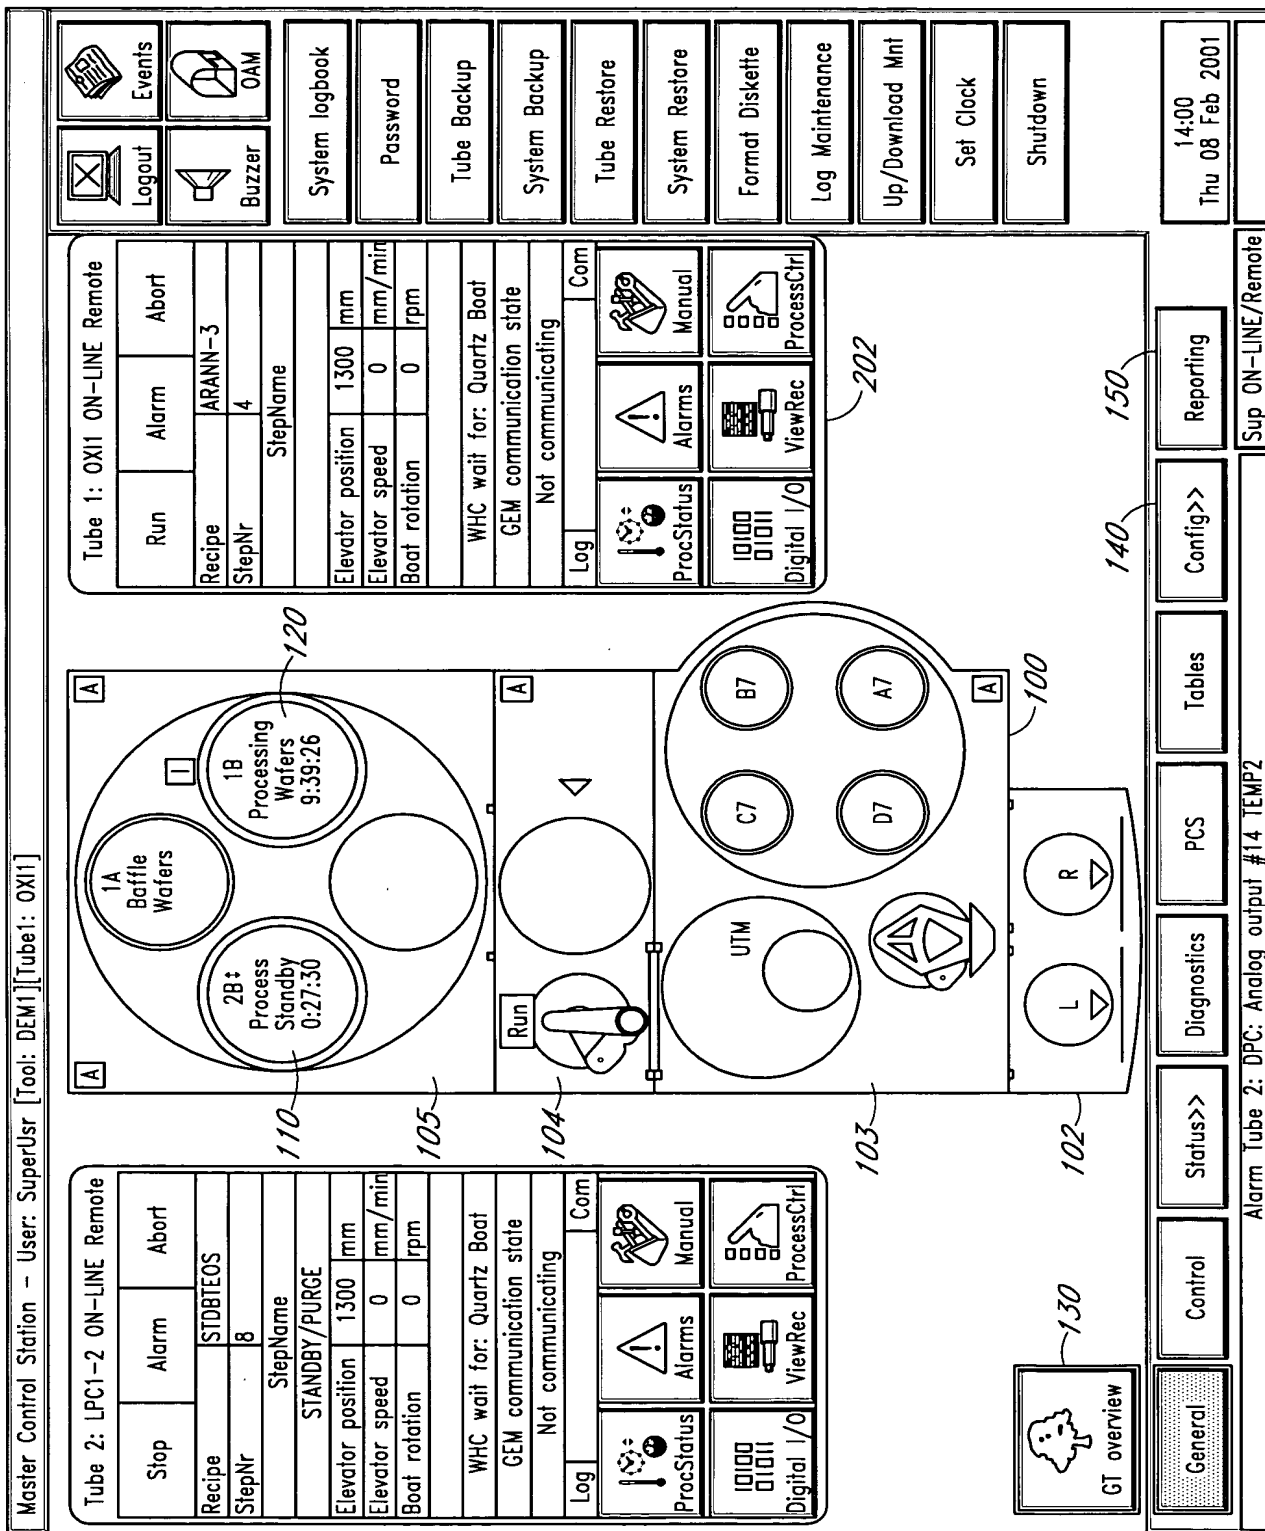 Master Control Station - User: SuperUsr [Tool: DEM1][Tube1: OXI1]
Tube 2: LPC1-2 ON-LINE Remote
Stop Alarm Abort
Recipe STDBTEOS
StepNr 8
StepName
STANDBY/PURGE
Elevator position 1300 mm
Elevator speed 0 mm/min
Boat rotation 0 rpm
WHC wait for: Quartz Boat
GEM communication state
Not communicating
Log Com
ProcStatus Alarms Manual
10100
01011
Digital I/O ViewRec ProcessCtrl
130
GT overview
A A
1A
Baffle
Wafers
2B↕
Process
Standby
0:27:30
I
1B
Processing
Wafers
9:39:26
110
120
105
Run
A
104
UTM
C7 B7
D7 A7
A
103
100
L R
102
Tube 1: OXI1 ON-LINE Remote
Run Alarm Abort
Recipe ARANN-3
StepNr 4
StepName
Elevator position 1300 mm
Elevator speed 0 mm/min
Boat rotation 0 rpm
WHC wait for: Quartz Boat
GEM communication state
Not communicating
Log Com
ProcStatus Alarms Manual
10100
01011
Digital I/O ViewRec ProcessCtrl
202
140
150
Logout Events
Buzzer OAM
System logbook
Password
Tube Backup
System Backup
Tube Restore
System Restore
Format Diskette
Log Maintenance
Up/Download Mnt
Set Clock
Shutdown
General Control Status>> Diagnostics PCS Tables Config>> Reporting
14:00
Thu 08 Feb 2001
Alarm Tube 2: DPC: Analog output #14 TEMP2
Sup ON-LINE/Remote